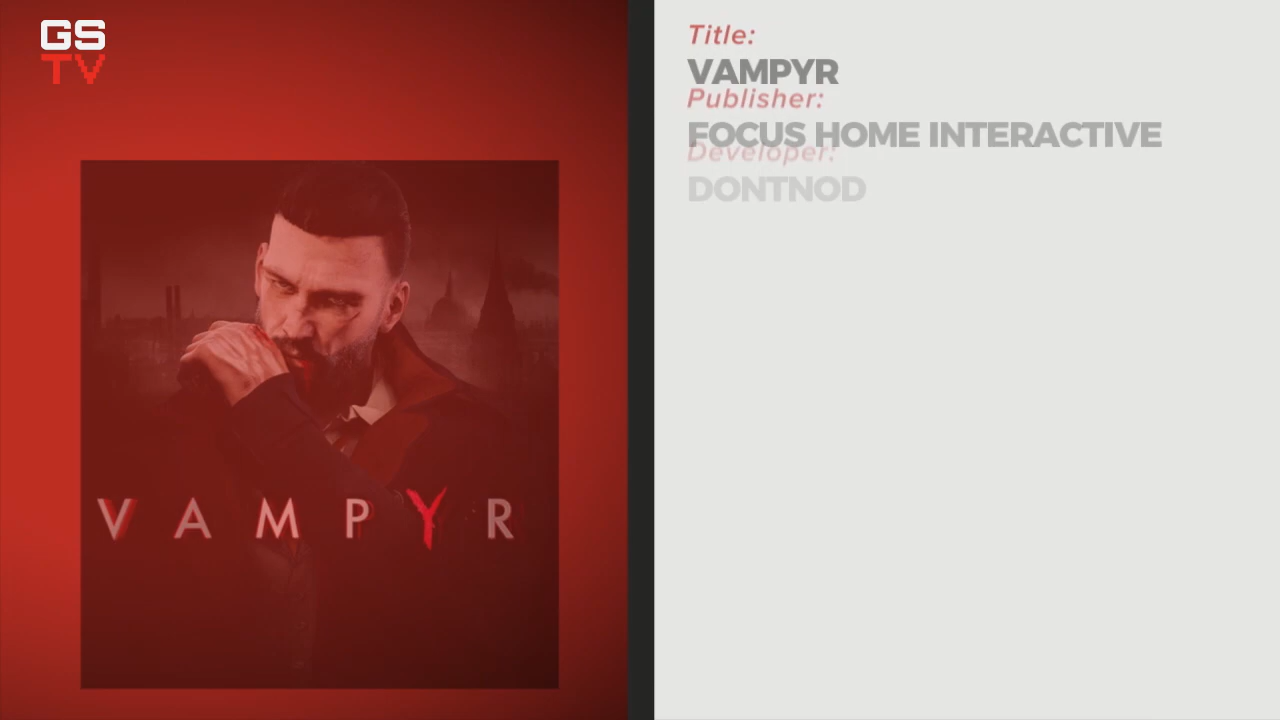 GS
TV
VAMPYR
Title:
VAMPYR
Publisher:
FOCUS HOME INTERACTIVE
Developer:
DONTNOD